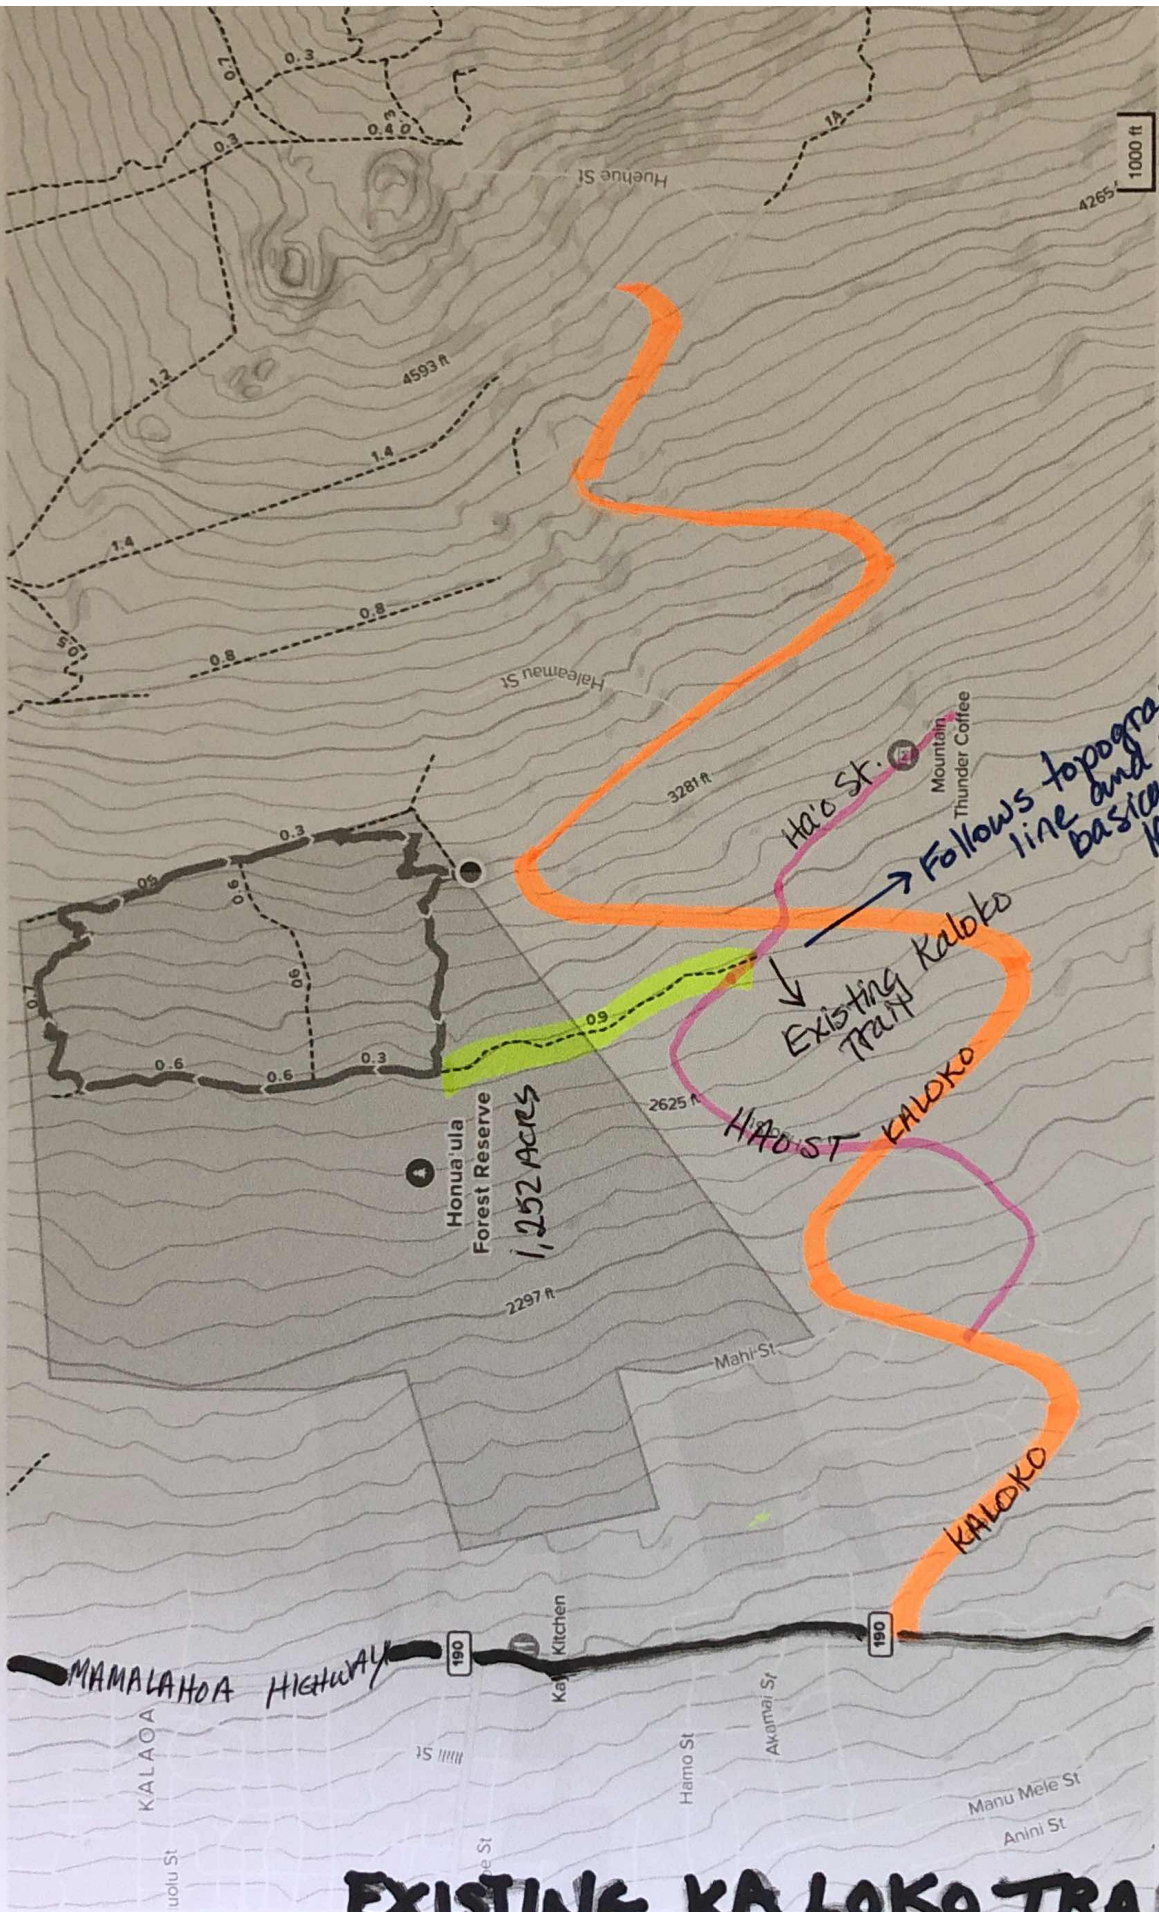 0.7
0.3
0.3
0.4
1A
Huehue St
4265
1000 ft
1.2
4593 ft
1.4
1.4
0.8
0.8
0.5
Haleamau St
3281 ft
Ha'o St.
Mountain
Thunder Coffee
Follows
line and
0.3
0.5
0.6
0.6
0.7
0.6
0.6
0.3
0.9
Existing Kaloko
Trail
2625 ft
HAO ST
KALOKO
Honua'ula
Forest Reserve
1,252 ACRS
2297 ft
Mahi St
KALOKO
190
190
Kitchen
MAMALAHOA HIGHWAY
KALAOA
Iliili St
Hamo St
Akamai St
Manu Mele St
Anini St
EXISTING KALOKO TRA